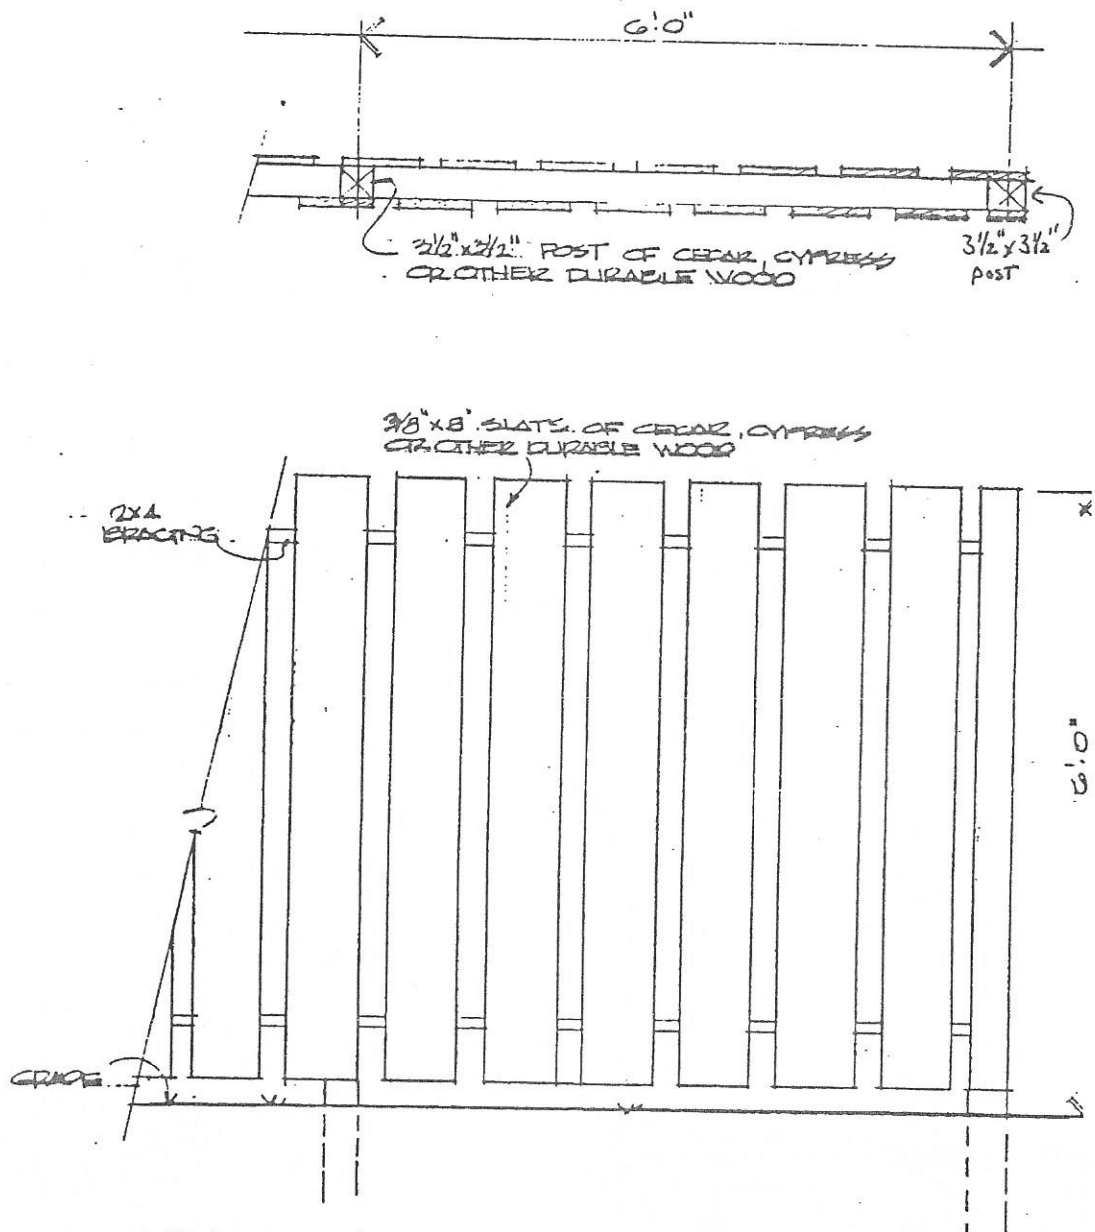 6'0"
3½"x3½" POST OF CEDAR, CYPRESS
OR OTHER DURABLE WOOD
3½"x3½"
post
3/8"x8" SLATS OF CEDAR, CYPRESS
OR OTHER DURABLE WOOD
2x4
BRACING
6'0"
GRADE